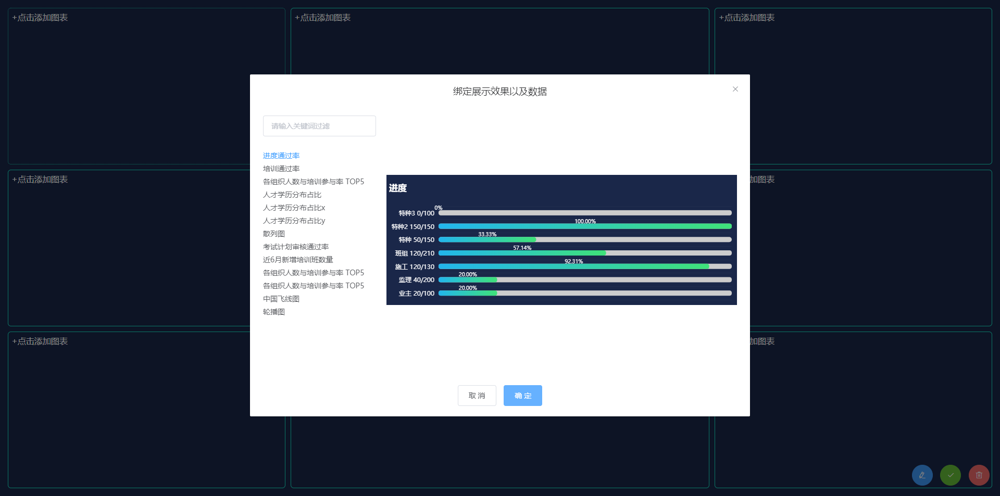 +点击添加图表
+点击添加图表
+点击添加图表
绑定展示效果以及数据
请输入关键词过滤
进度通过率
培训通过率
各组织人数与培训参与率 TOP5
人才学历分布占比
人才学历分布占比x
人才学历分布占比y
散列图
考试计划审核通过率
近6月新增培训班数量
各组织人数与培训参与率 TOP5
各组织人数与培训参与率 TOP5
中国飞线图
轮播图
进度
0%
特种3 0/100
100.00%
特种2 150/150
33.33%
特种 50/150
57.14%
班组 120/210
92.31%
施工 120/130
20.00%
监理 40/200
20.00%
业主 20/100
取 消
确 定
+点击添加图表
加图表
+点击添加图表
加图表